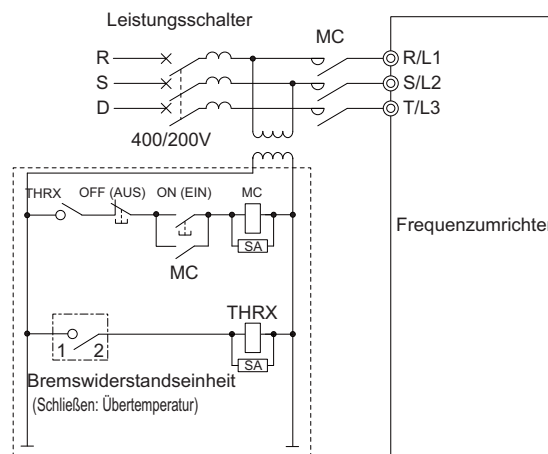 Leistungsschalter
MC
R
R/L1
S
S/L2
D
T/L3
400/200V
THRX
OFF (AUS)
ON (EIN)
MC
Frequenzumrichter
SA
MC
THRX
1 2
SA
Bremswiderstandseinheit
(Schließen: Übertemperatur)